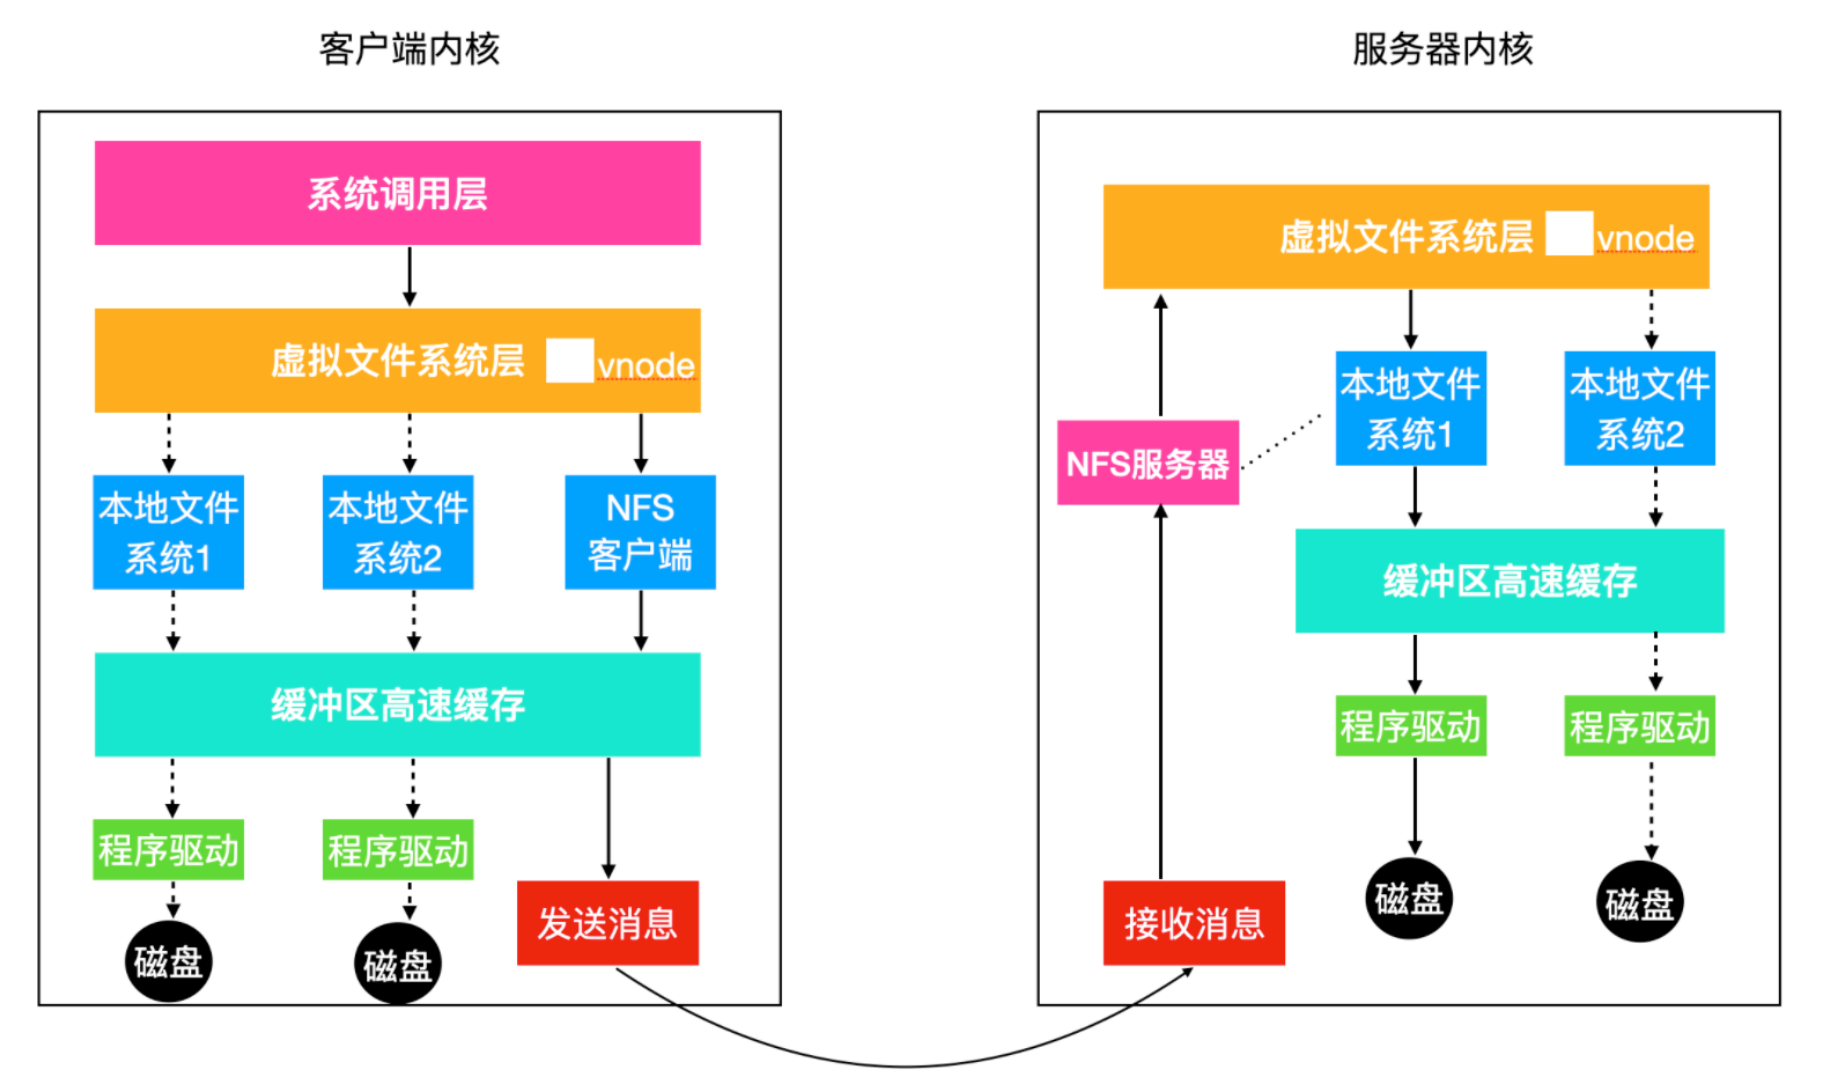 客户端内核
系统调用层
虚拟文件系统层 vnode
本地文件
系统1
本地文件
系统2
NFS
客户端
缓冲区高速缓存
程序驱动
程序驱动
磁盘
磁盘
发送消息
服务器内核
虚拟文件系统层 vnode
本地文件
系统1
本地文件
系统2
NFS服务器
缓冲区高速缓存
程序驱动
程序驱动
磁盘
磁盘
接收消息